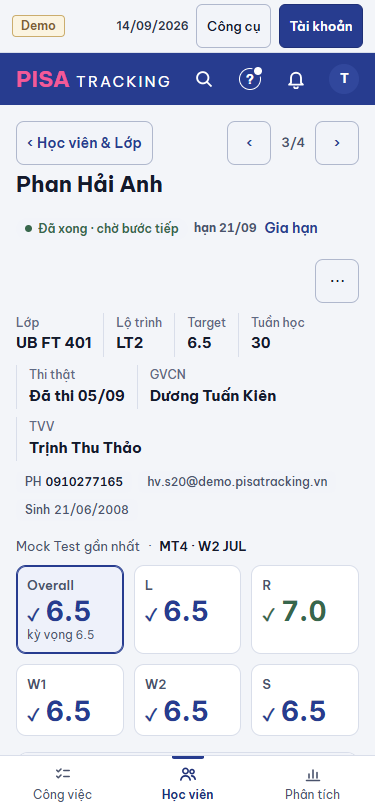 Demo 14/09/2026 Công cụ Tài khoản
PISA TRACKING ? T
‹ Học viên & Lớp ‹ 3/4 ›
Phan Hải Anh
Đã xong · chờ bước tiếp hạn 21/09 Gia hạn
...
Lớp Lộ trình Target Tuần học
UB FT 401 LT2 6.5 30
Thi thật GVCN
Đã thi 05/09 Dương Tuấn Kiên
TVV
Trịnh Thu Thảo
PH 0910277165 hv.s20@demo.pisatracking.vn
Sinh 21/06/2008
Mock Test gần nhất · MT4 · W2 JUL
Overall L R
✓ 6.5 ✓ 6.5 ✓ 7.0
kỳ vọng 6.5
W1 W2 S
✓ 6.5 ✓ 6.5 ✓ 6.5
Công việc Học viên Phân tích